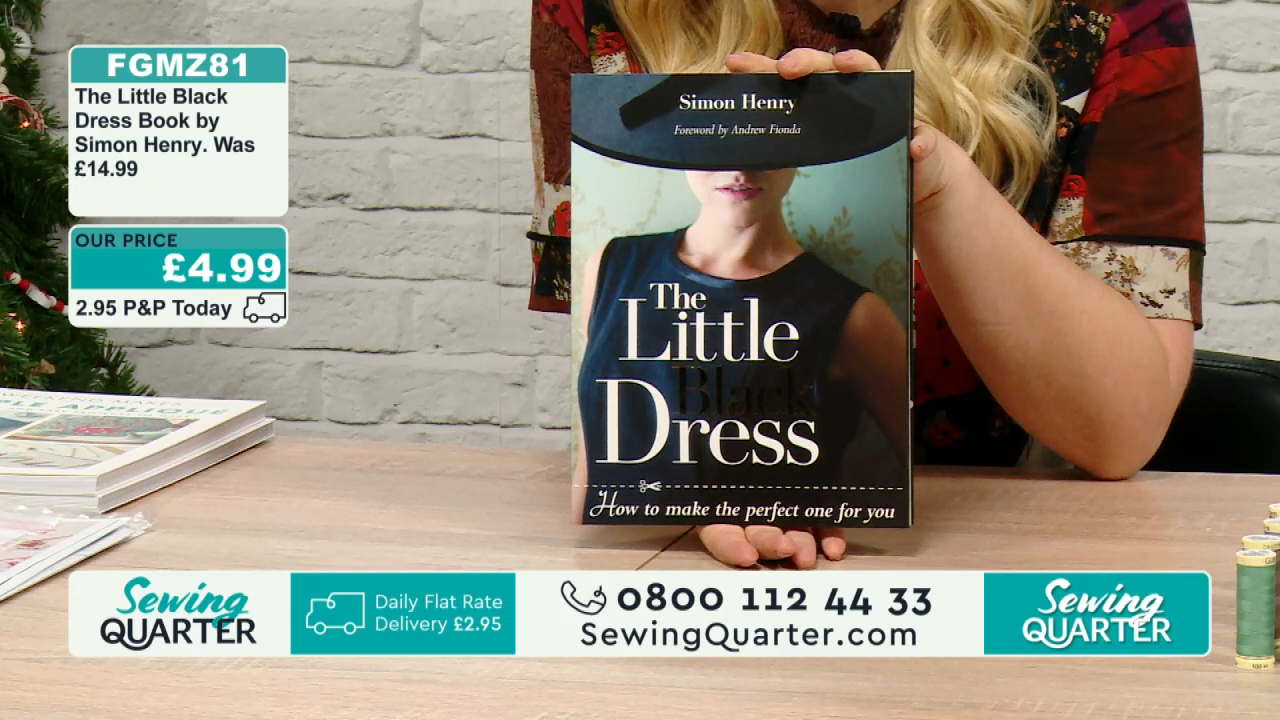 FGMZ81
The Little Black
Dress Book by
Simon Henry. Was
£14.99
OUR PRICE
£4.99
2.95 P&P Today
Simon Henry
Foreword by Andrew Fionda
The
Little
Black
Dress
How to make the perfect one for you
APPLIQUÉ
Sewing
QUARTER
Daily Flat Rate
Delivery £2.95
0800 112 44 33
SewingQuarter.com
Sewing
QUARTER